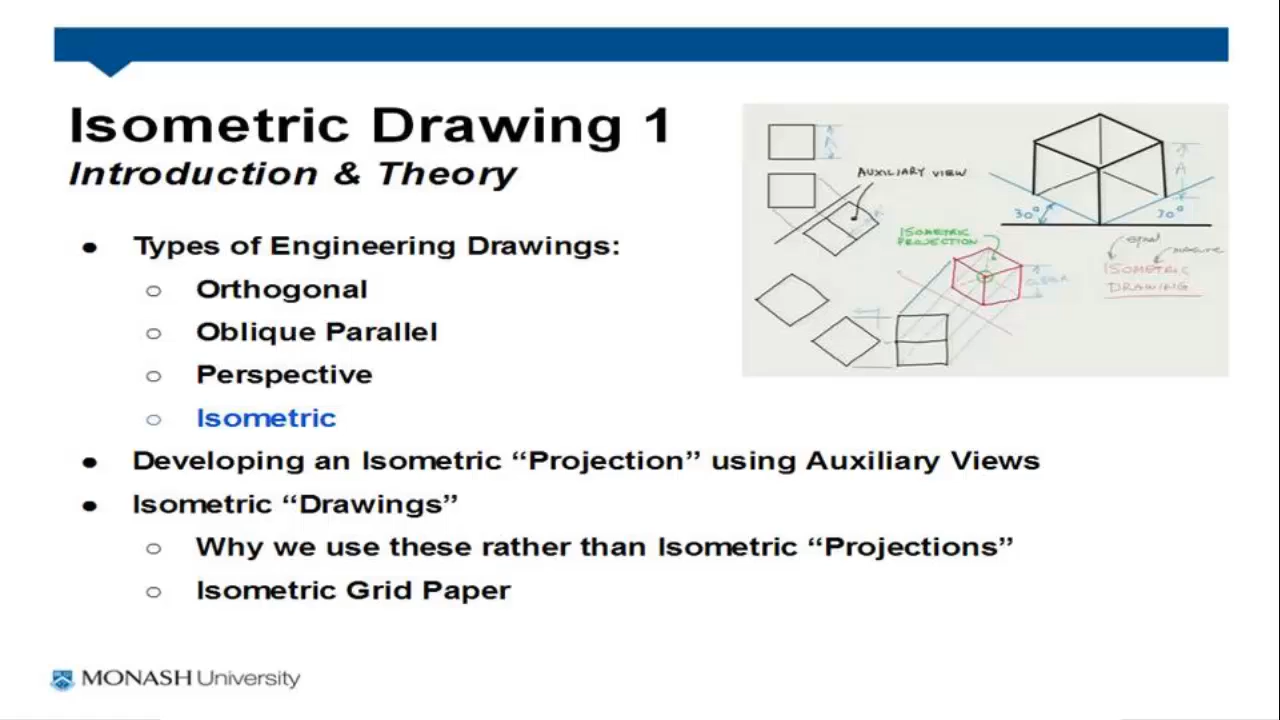 Isometric Drawing 1
Introduction & Theory
● Types of Engineering Drawings:
○ Orthogonal
○ Oblique Parallel
○ Perspective
○ Isometric
● Developing an Isometric “Projection” using Auxiliary Views
● Isometric “Drawings”
○ Why we use these rather than Isometric “Projections”
○ Isometric Grid Paper
AUXILIARY VIEW
A
30°
30°
ISOMETRIC
PROJECTION
equal
measure
ISOMETRIC
DRAWING
MONASH University